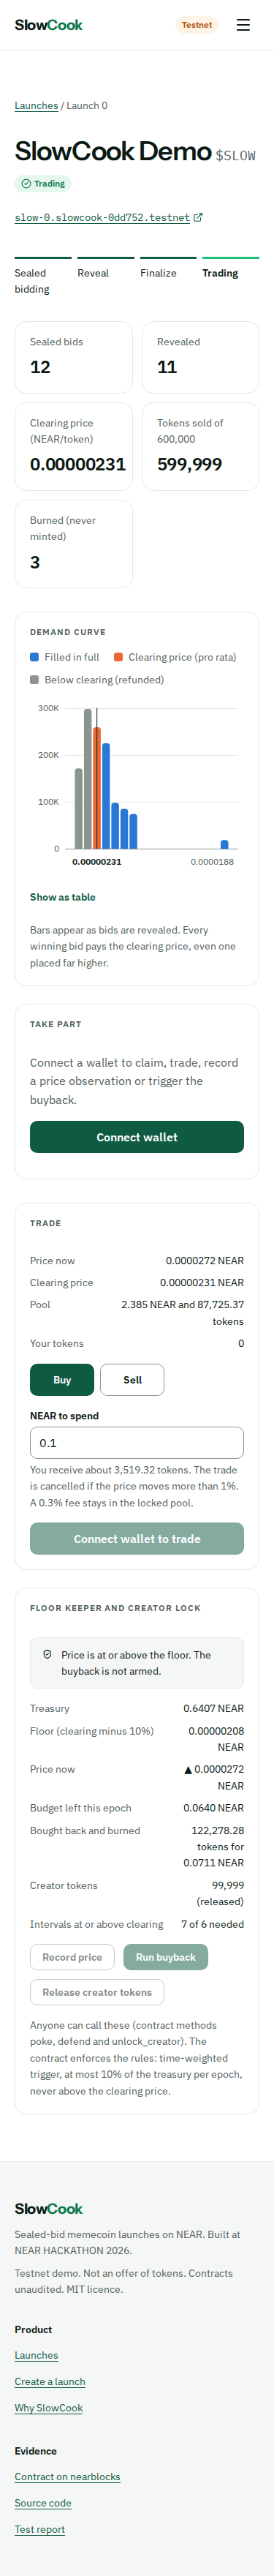 SlowCook
Testnet
Launches / Launch 0
SlowCook Demo $SLOW
Trading
slow-0.slowcook-0dd752.testnet
Sealed
bidding
Reveal
Finalize
Trading
Sealed bids
12
Revealed
11
Clearing price
(NEAR/token)
0.00000231
Tokens sold of
600,000
599,999
Burned (never
minted)
3
DEMAND CURVE
Filled in full
Clearing price (pro rata)
Below clearing (refunded)
300K
200K
100K
0
0.00000231
0.0000188
Show as table
Bars appear as bids are revealed. Every
winning bid pays the clearing price, even one
placed far higher.
TAKE PART
Connect a wallet to claim, trade, record
a price observation or trigger the
buyback.
Connect wallet
TRADE
Price now
0.0000272 NEAR
Clearing price
0.00000231 NEAR
Pool
2.385 NEAR and 87,725.37
tokens
Your tokens
0
Buy
Sell
NEAR to spend
0.1
You receive about 3,519.32 tokens. The trade
is cancelled if the price moves more than 1%.
A 0.3% fee stays in the locked pool.
Connect wallet to trade
FLOOR KEEPER AND CREATOR LOCK
Price is at or above the floor. The
buyback is not armed.
Treasury
0.6407 NEAR
Floor (clearing minus 10%)
0.00000208
NEAR
Price now
▲ 0.0000272
NEAR
Budget left this epoch
0.0640 NEAR
Bought back and burned
122,278.28
tokens for
0.0711 NEAR
Creator tokens
99,999
(released)
Intervals at or above clearing
7 of 6 needed
Record price
Run buyback
Release creator tokens
Anyone can call these (contract methods
poke, defend and unlock_creator). The
contract enforces the rules: time-weighted
trigger, at most 10% of the treasury per epoch,
never above the clearing price.
SlowCook
Sealed-bid memecoin launches on NEAR. Built at
NEAR HACKATHON 2026.
Testnet demo. Not an offer of tokens. Contracts
unaudited. MIT licence.
Product
Launches
Create a launch
Why SlowCook
Evidence
Contract on nearblocks
Source code
Test report